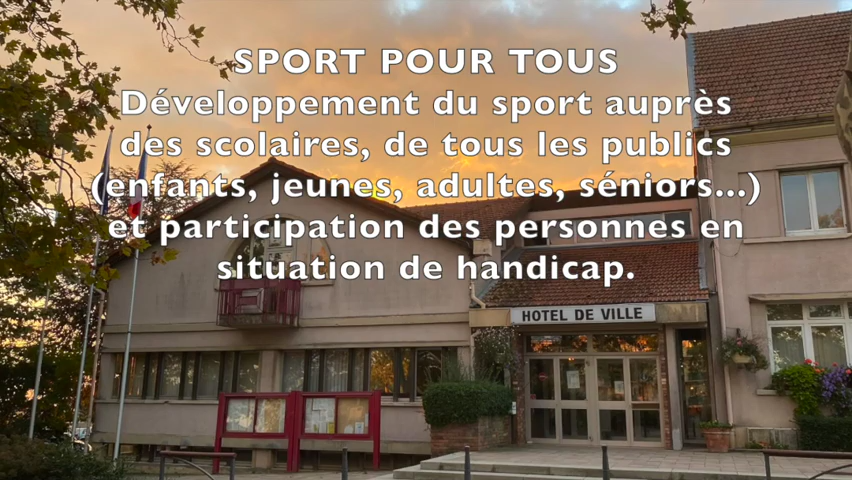 SPORT POUR TOUS
Développement du sport auprès
des scolaires, de tous les publics
(enfants, jeunes, adultes, séniors...)
et participation des personnes en
situation de handicap.
HOTEL DE VILLE